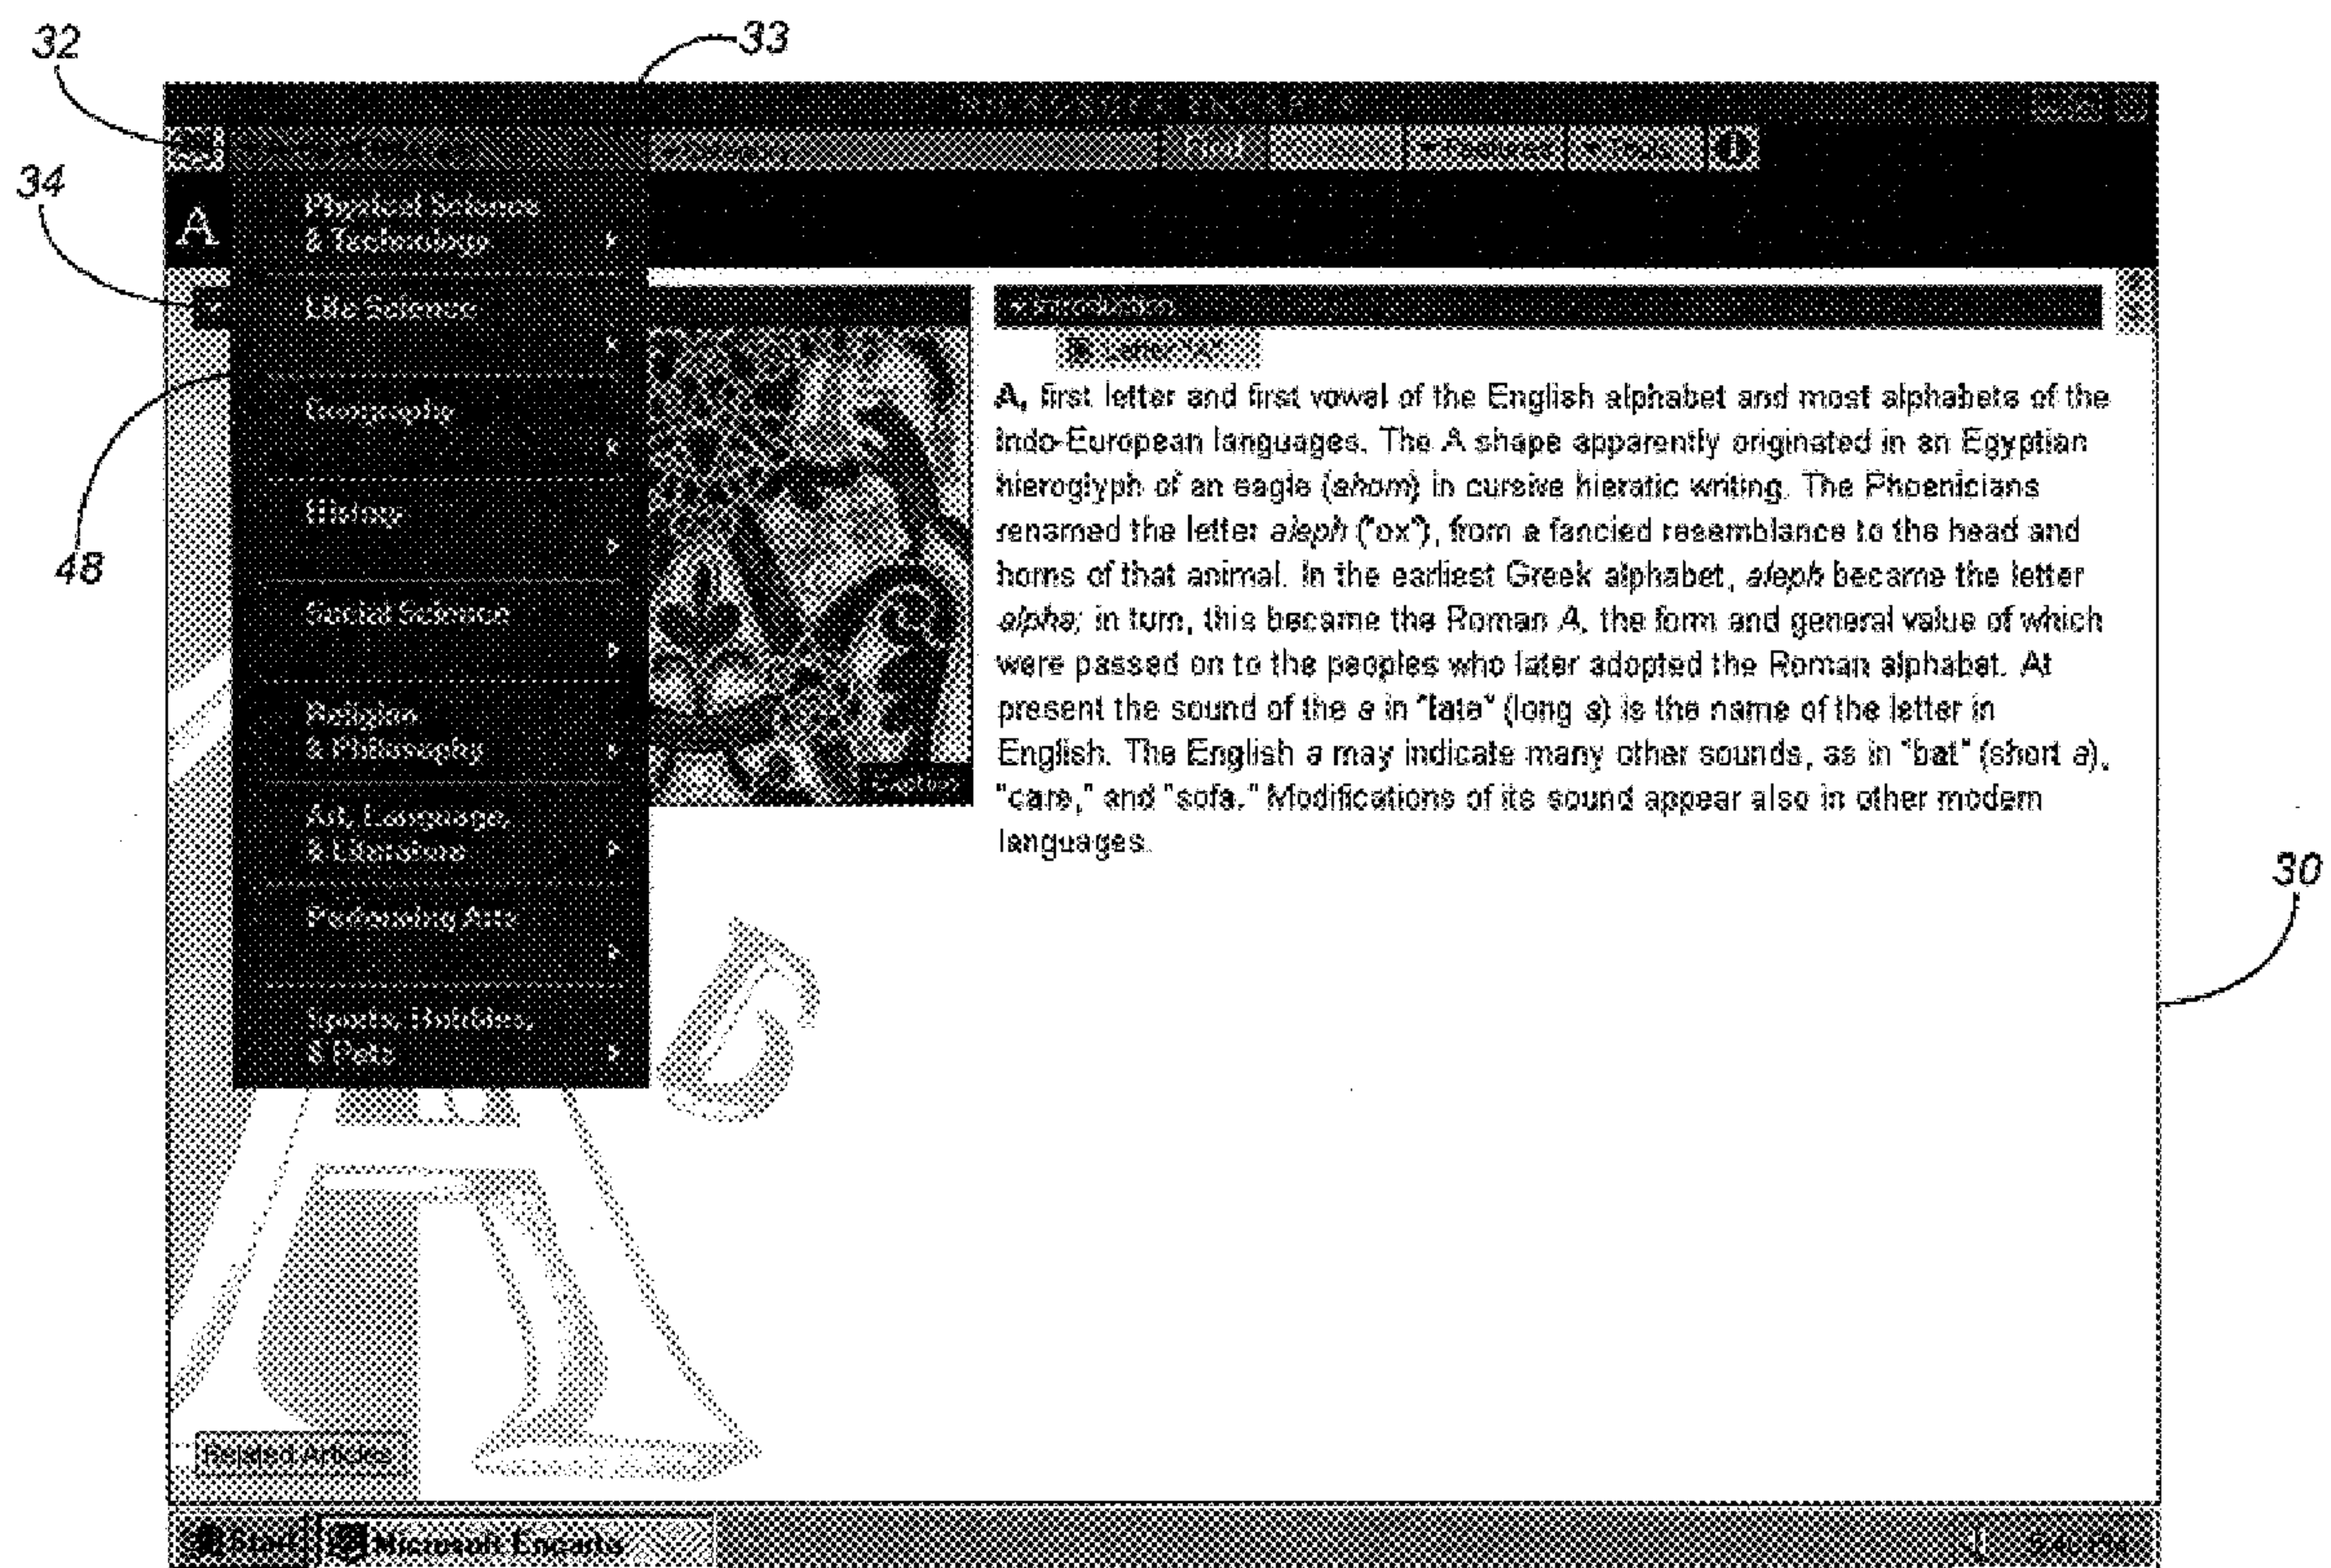 32
33
MICROSOFT ENCARTA
Find
Features
Tools
34
A
Physical Science
& Technology
Life Science
Geography
History
48
Social Science
Religion
& Philosophy
Art, Language,
& Literature
Performing Arts
Sports, Hobbies,
& Pets
Introduction
Letter "A"
A, first letter and first vowel of the English alphabet and most alphabets of the
Indo-European languages. The A shape apparently originated in an Egyptian
hieroglyph of an eagle (ahom) in cursive hieratic writing. The Phoenicians
renamed the letter aleph ("ox"), from a fancied resemblance to the head and
horns of that animal. In the earliest Greek alphabet, aleph became the letter
alpha; in turn, this became the Roman A, the form and general value of which
were passed on to the peoples who later adopted the Roman alphabet. At
present the sound of the a in "late" (long a) is the name of the letter in
English. The English a may indicate many other sounds, as in "bat" (short a),
"care," and "sofa." Modifications of its sound appear also in other modern
languages.
30
Related Articles
Start
Microsoft Encarta